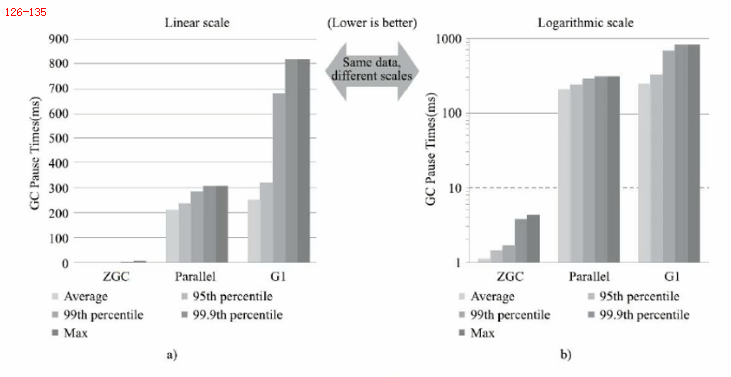 126-135
Linear scale
(Lower is better)
Logarithmic scale
Same data,
different scales
GC Pause Times(ms)
900
800
700
600
500
400
300
200
100
0
ZGC
Parallel
G1
Average
95th percentile
99th percentile
99.9th percentile
Max
a)
GC Pause Times(ms)
1000
100
10
1
ZGC
Parallel
G1
Average
95th percentile
99th percentile
99.9th percentile
Max
b)